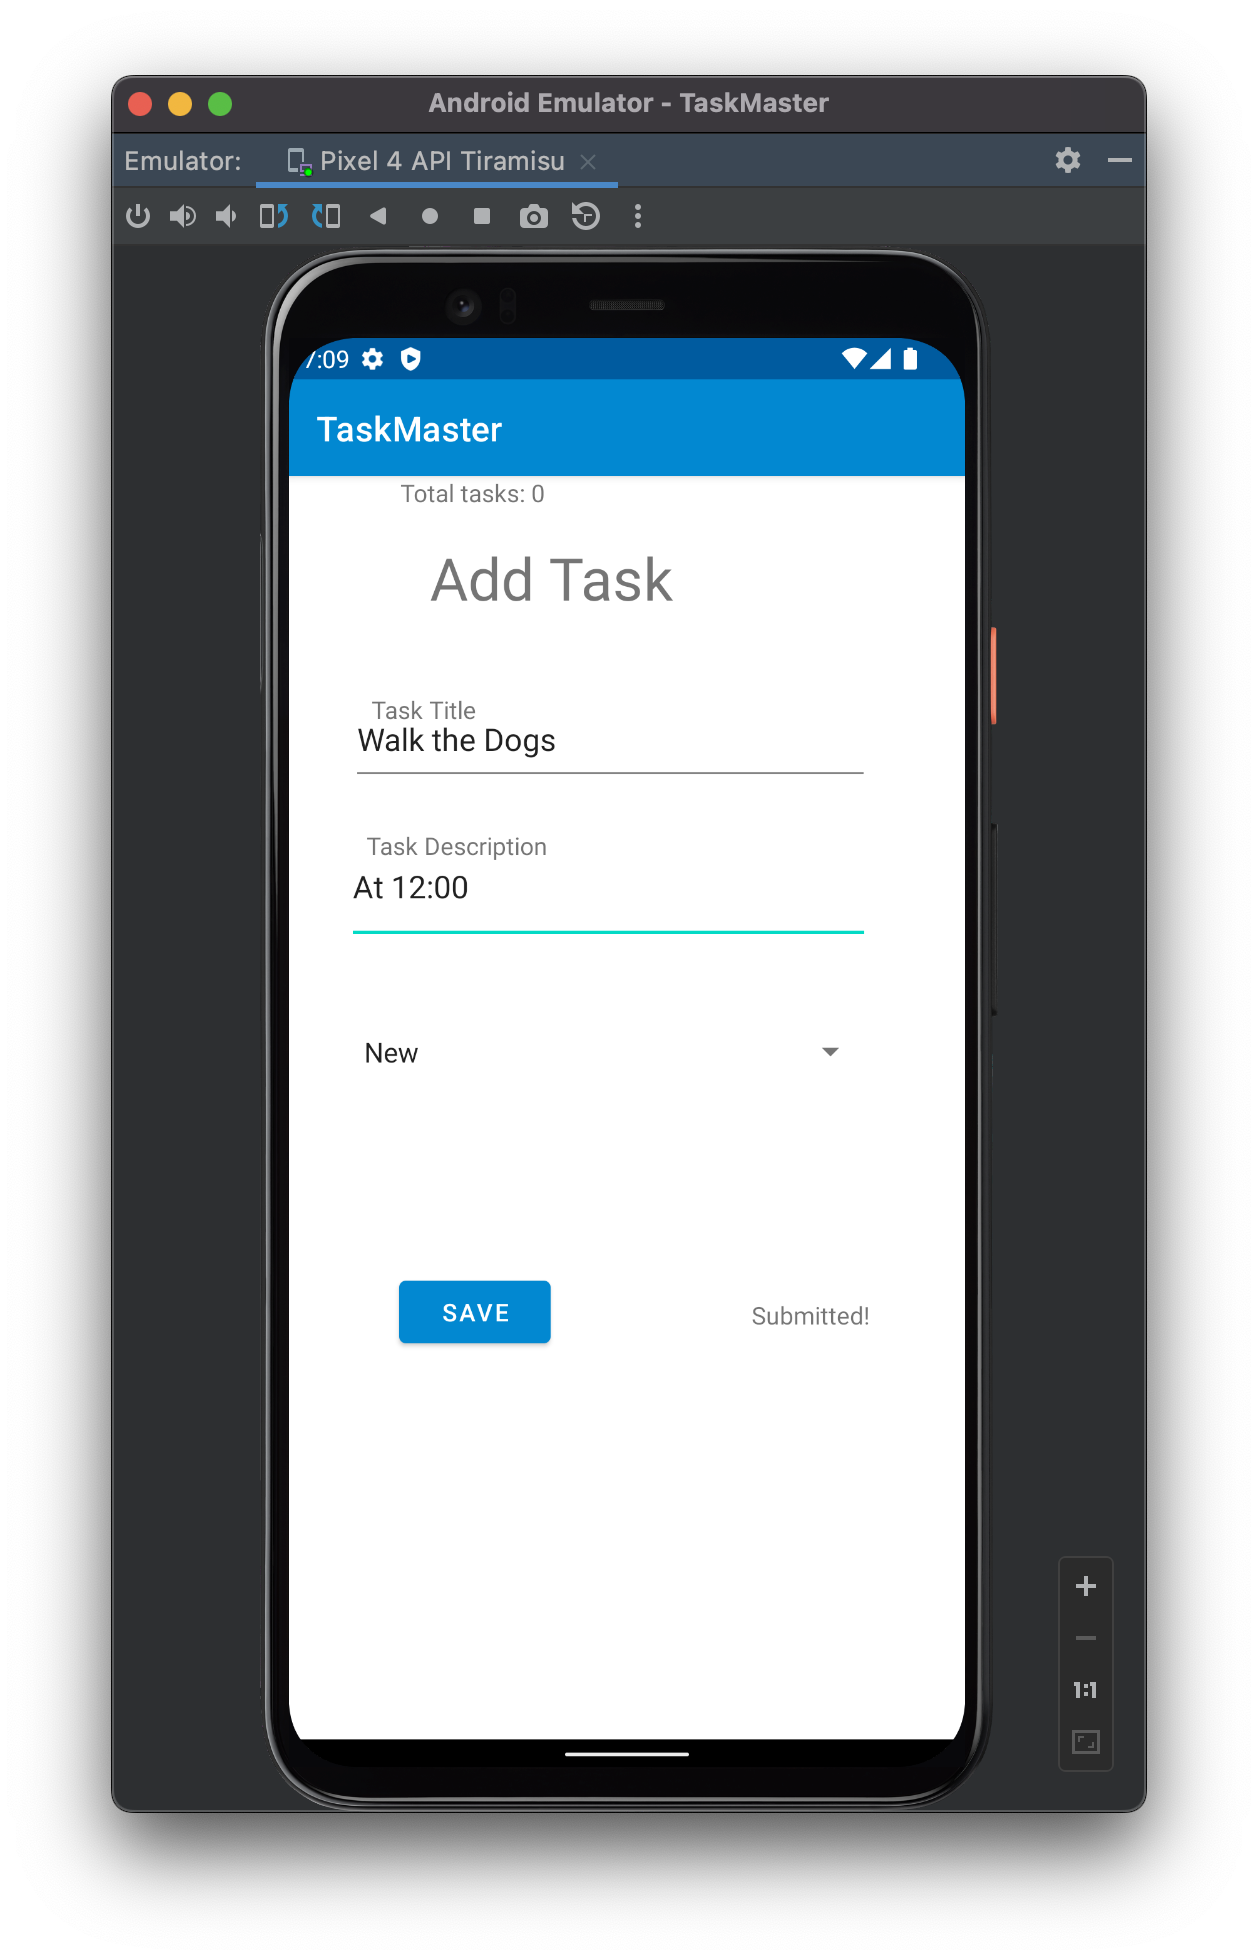 Android Emulator - TaskMaster
Emulator: Pixel 4 API Tiramisu
7:09
TaskMaster
Total tasks: 0
Add Task
Task Title
Walk the Dogs
Task Description
At 12:00
New
SAVE
Submitted!
1:1